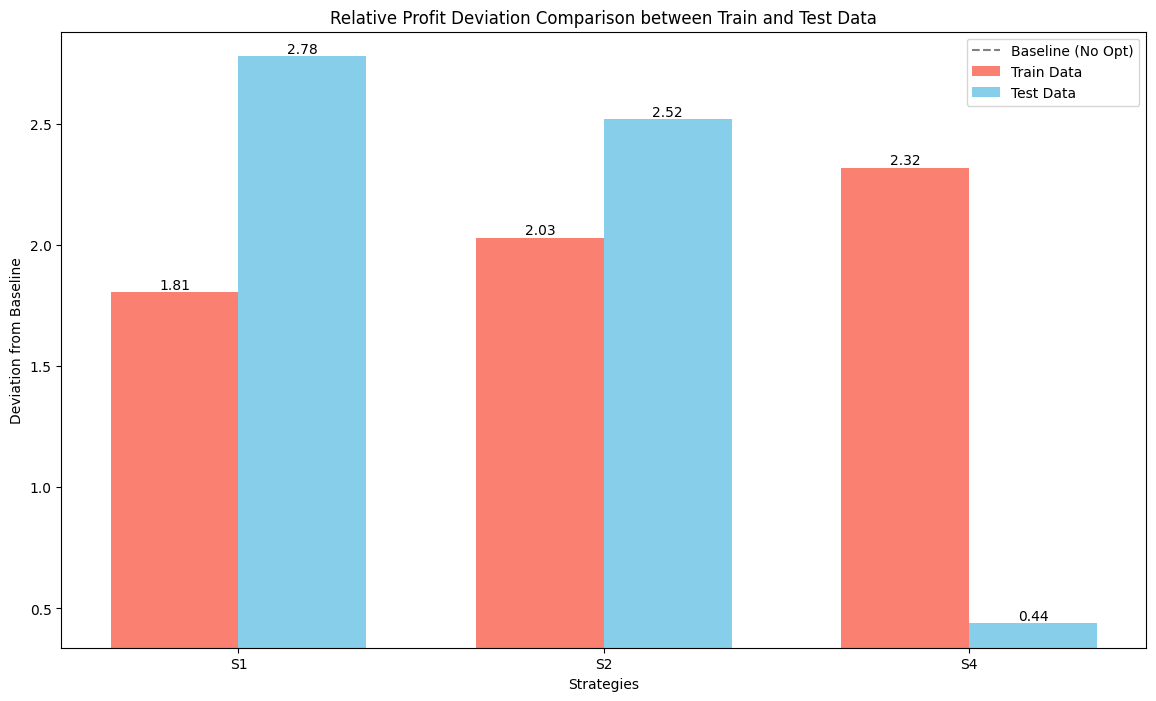 Relative Profit Deviation Comparison between Train and Test Data
Baseline (No Opt)
Train Data
Test Data
Deviation from Baseline
2.5
2.0
1.5
1.0
0.5
1.81
2.78
2.03
2.52
2.32
0.44
S1
S2
S4
Strategies